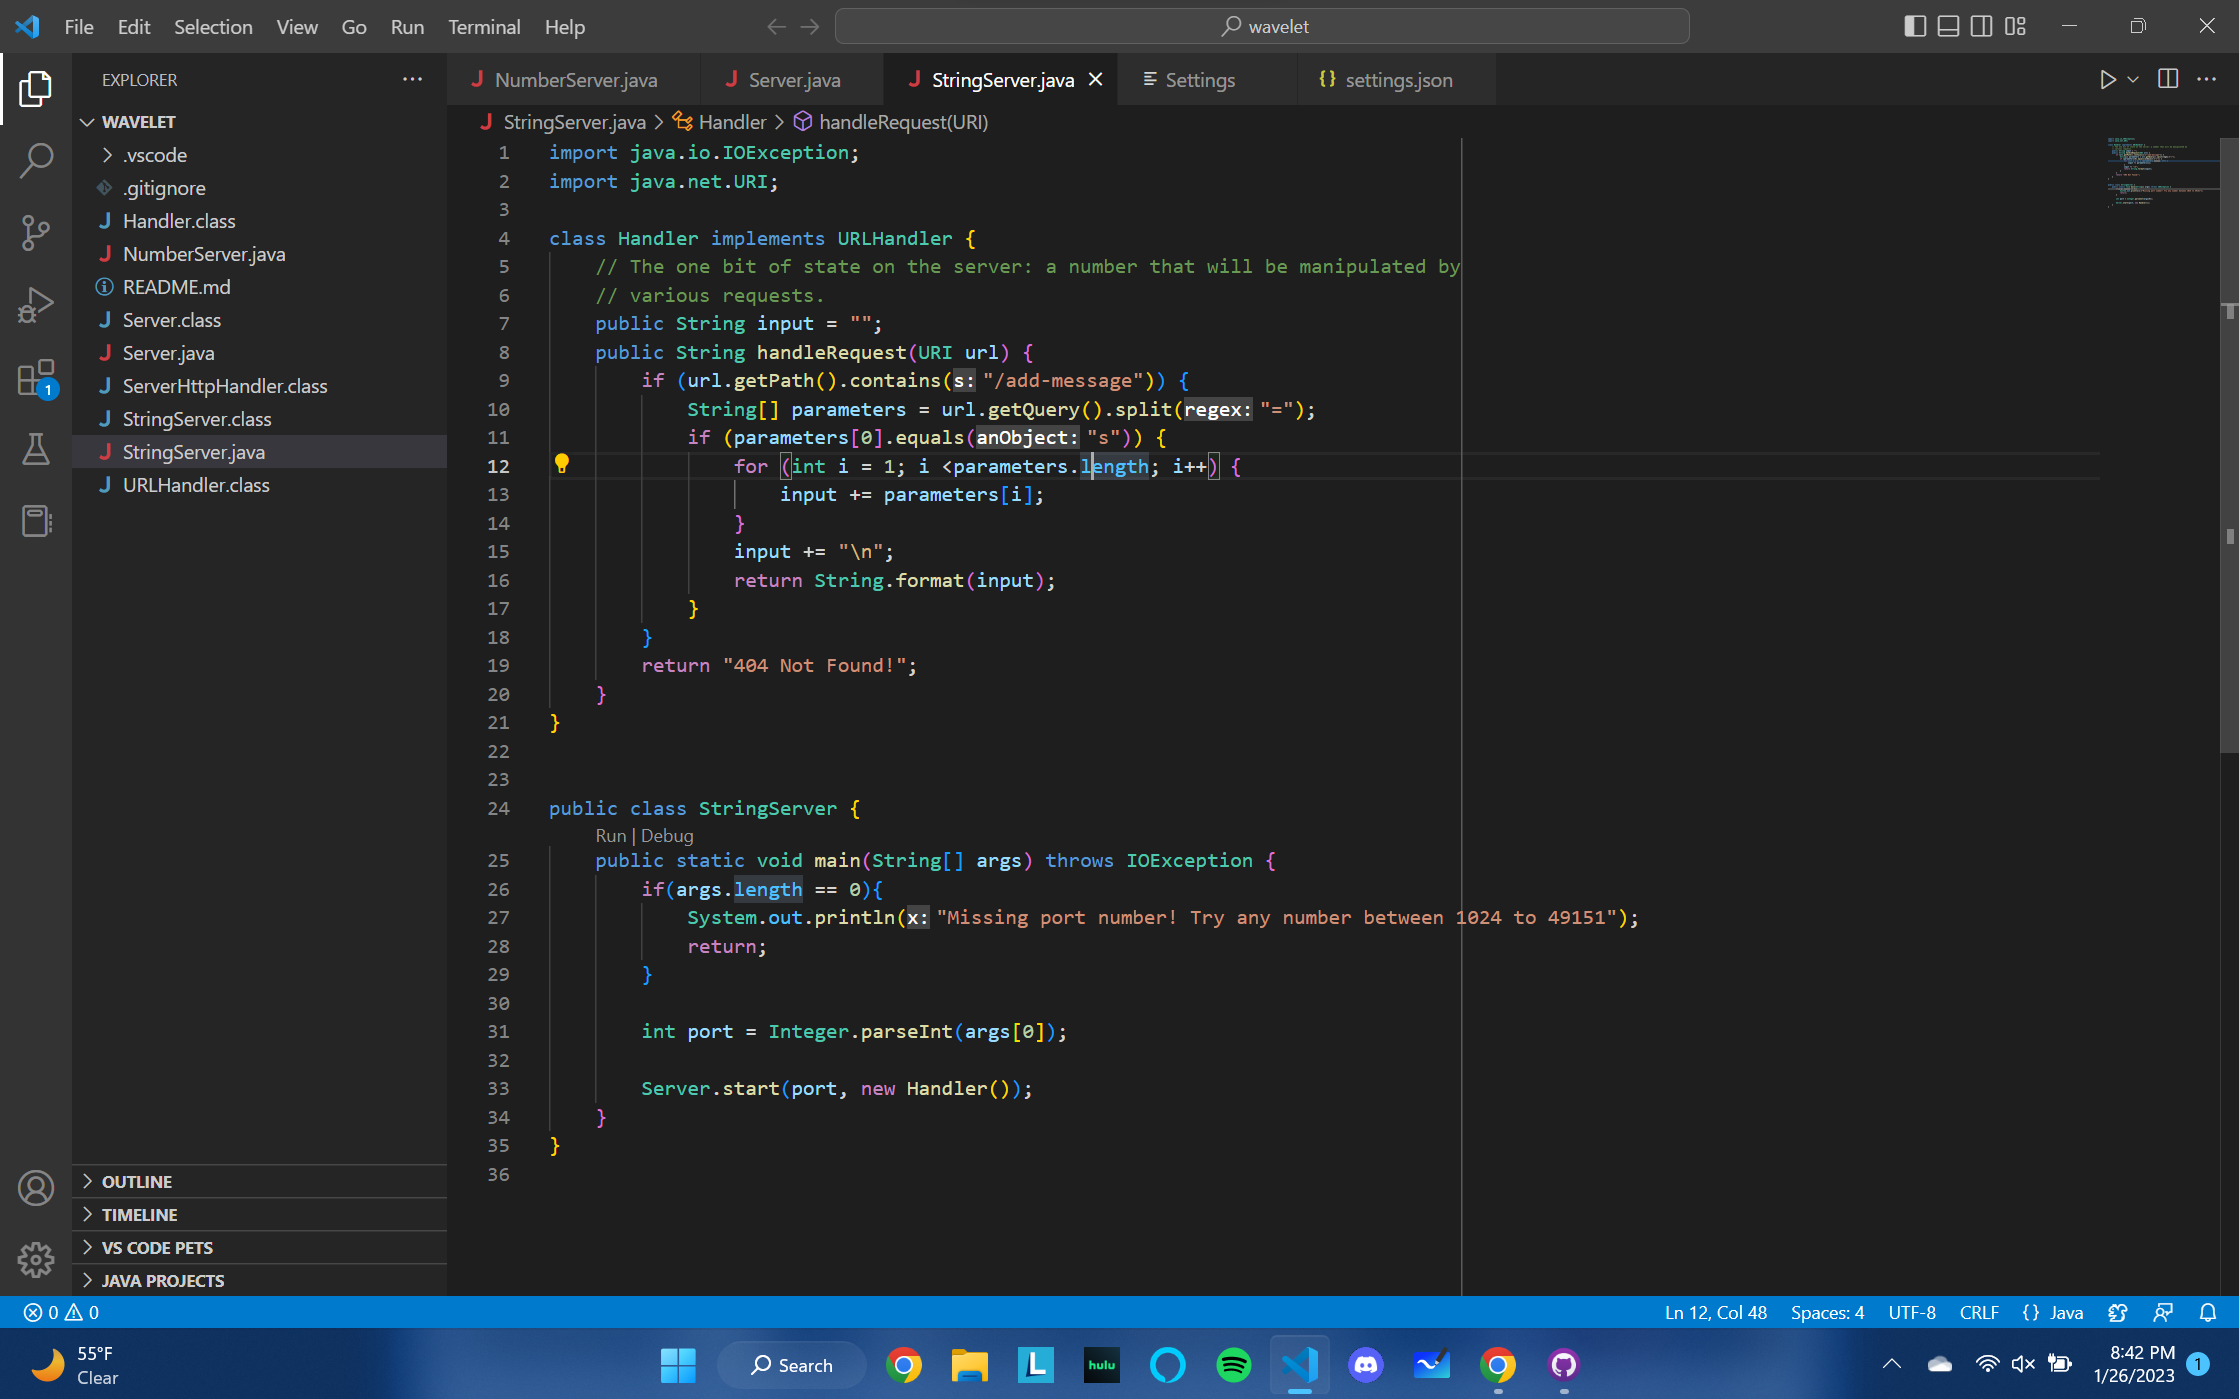 File Edit Selection View Go Run Terminal Help
wavelet
EXPLORER
NumberServer.java
Server.java
StringServer.java
Settings
settings.json
WAVELET
.vscode
.gitignore
Handler.class
NumberServer.java
README.md
Server.class
Server.java
ServerHttpHandler.class
StringServer.class
StringServer.java
URLHandler.class
1
StringServer.java > Handler > handleRequest(URI)
1 import java.io.IOException;
2 import java.net.URI;
3
4 class Handler implements URLHandler {
5 // The one bit of state on the server: a number that will be manipulated by
6 // various requests.
7 public String input = "";
8 public String handleRequest(URI url) {
9 if (url.getPath().contains(s: "/add-message")) {
10 String[] parameters = url.getQuery().split(regex: "=");
11 if (parameters[0].equals(anObject: "s")) {
12 for (int i = 1; i <parameters.length; i++) {
13 input += parameters[i];
14 }
15 input += "\n";
16 return String.format(input);
17 }
18 }
19 return "404 Not Found!";
20 }
21 }
22
23
24 public class StringServer {
Run | Debug
25 public static void main(String[] args) throws IOException {
26 if(args.length == 0){
27 System.out.println(x: "Missing port number! Try any number between 1024 to 49151");
28 return;
29 }
30
31 int port = Integer.parseInt(args[0]);
32
33 Server.start(port, new Handler());
34 }
35 }
36
OUTLINE
TIMELINE
VS CODE PETS
JAVA PROJECTS
0 0
Ln 12, Col 48 Spaces: 4 UTF-8 CRLF {} Java
55°F
Clear
Search
L
hulu
8:42 PM
1/26/2023
1